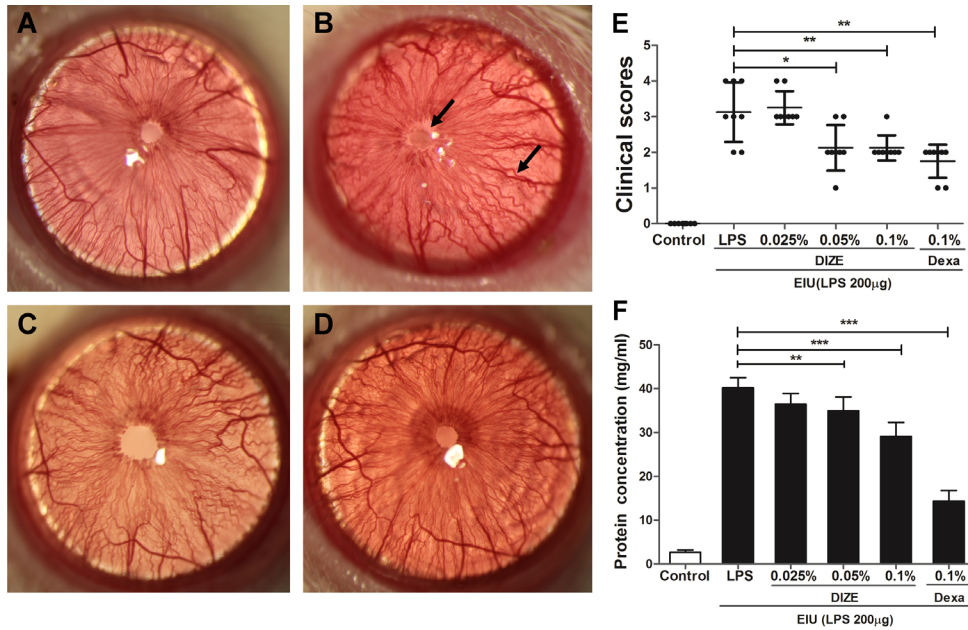 A
B
C
D
E
**
**
*
Clinical scores
5
4
3
2
1
0
Control LPS 0.025% 0.05% 0.1% 0.1%
DIZE Dexa
EIU(LPS 200µg)
F
***
***
**
Protein concentration (mg/ml)
50
40
30
20
10
0
Control LPS 0.025% 0.05% 0.1% 0.1%
DIZE Dexa
EIU (LPS 200µg)